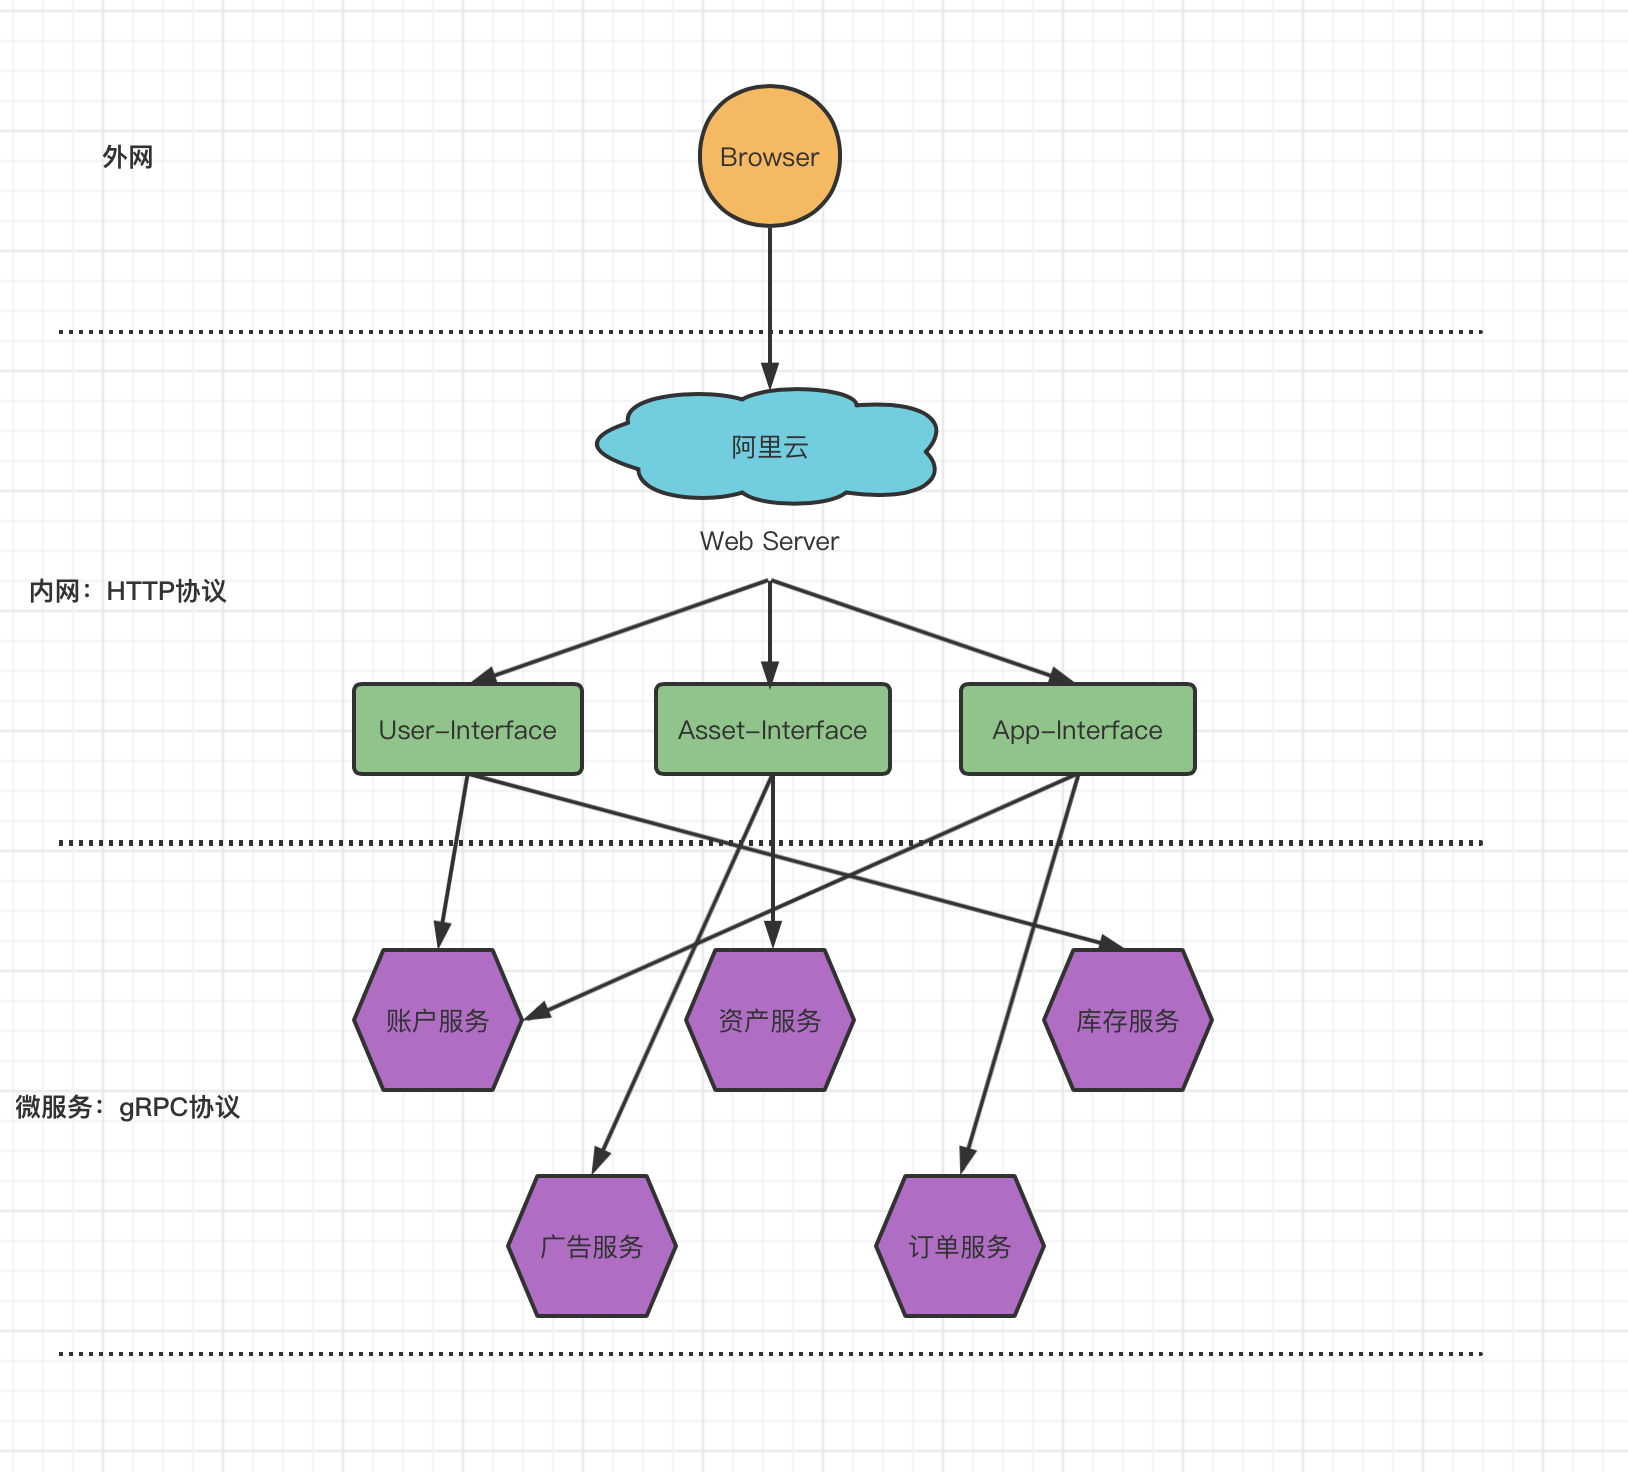 外网
Browser
阿里云
Web Server
内网：HTTP协议
User-Interface
Asset-Interface
App-Interface
账户服务
资产服务
库存服务
微服务：gRPC协议
广告服务
订单服务